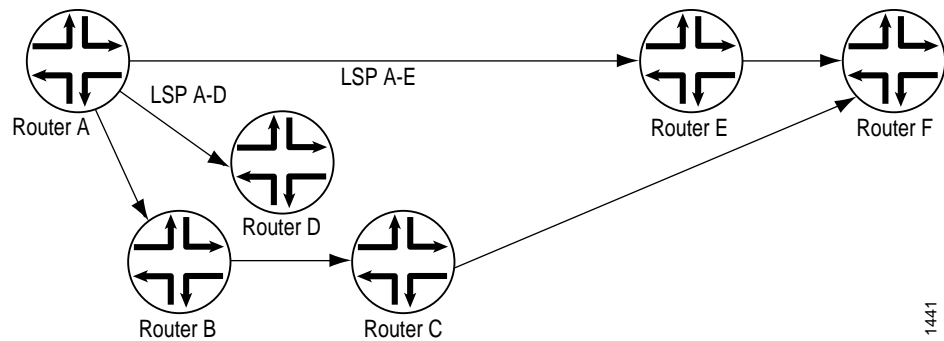 LSP A-E
LSP A-D
Router A
Router E
Router F
Router D
Router B
Router C
1441